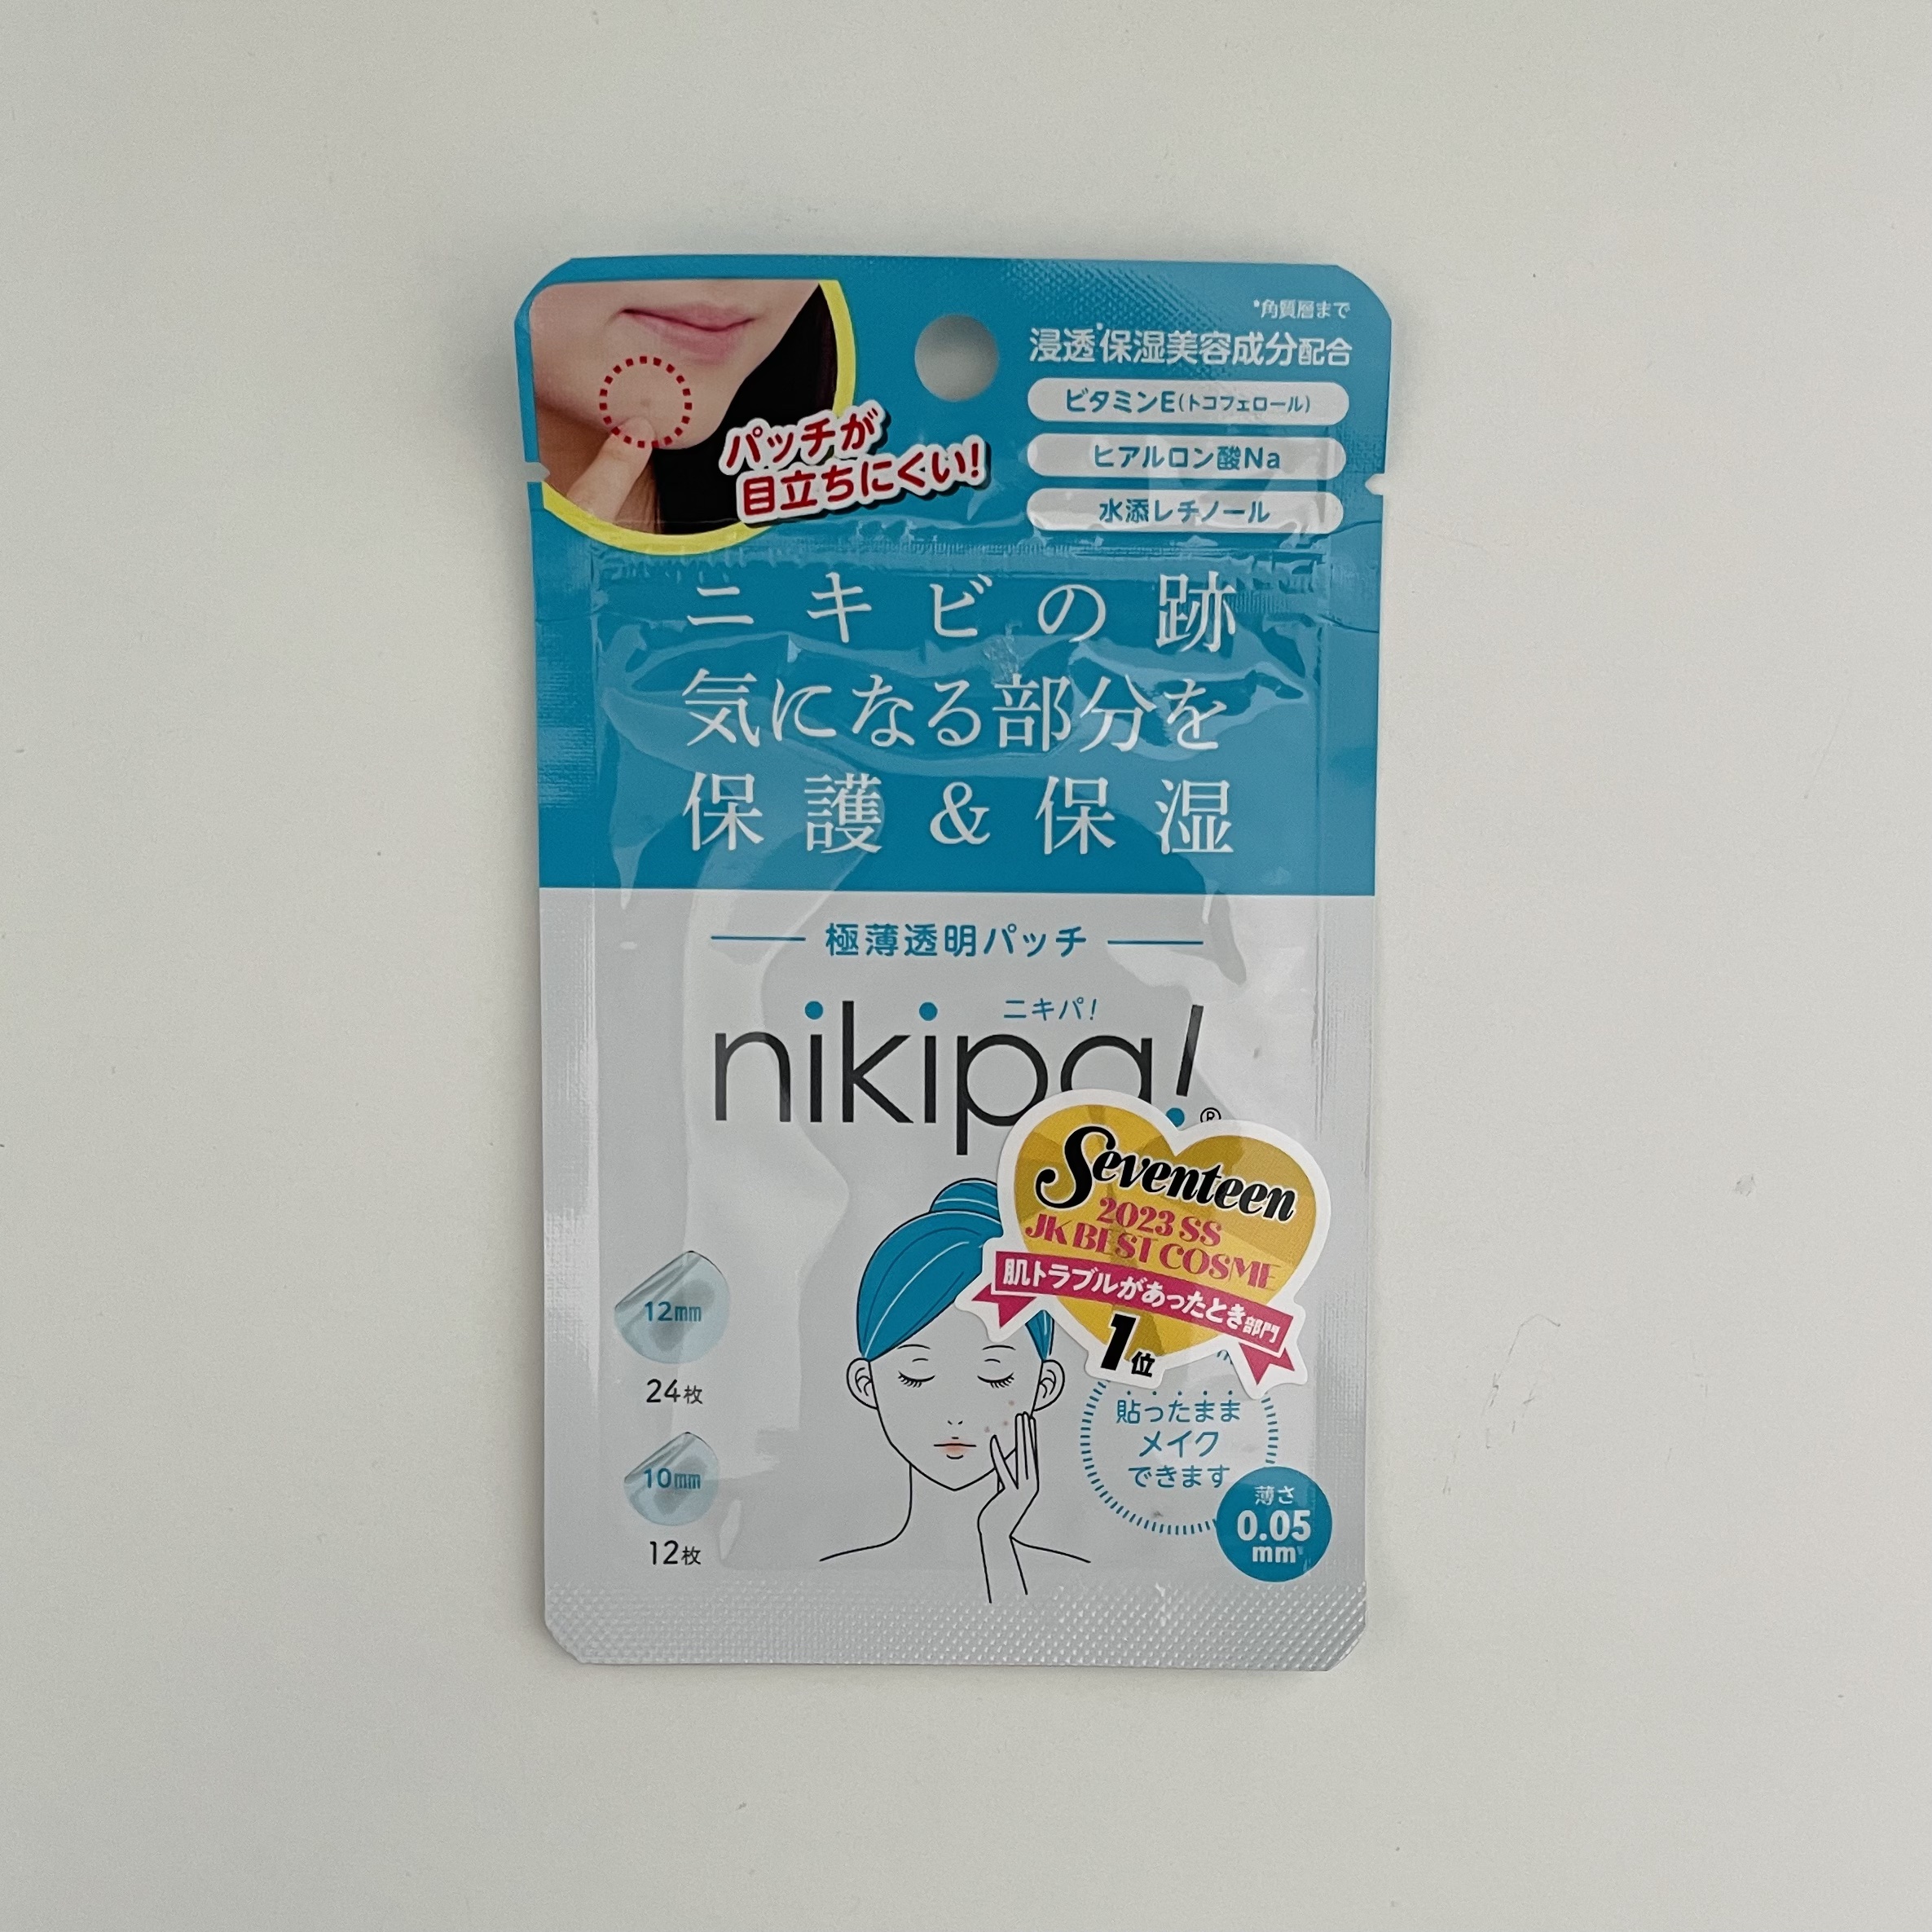 *角質層まで
浸透*保湿美容成分配合
ビタミンE(トコフェロール)
ヒアルロン酸Na
水添レチノール
パッチが
目立ちにくい!
ニキビの跡
気になる部分を
保護&保湿
極薄透明パッチ
ニキパ!
nikipa!®
Seventeen
2023 SS
JK BEST COSME
肌トラブルがあったとき部門
1位
12mm
24枚
10mm
12枚
貼ったまま
メイク
できます
薄さ
0.05
mm